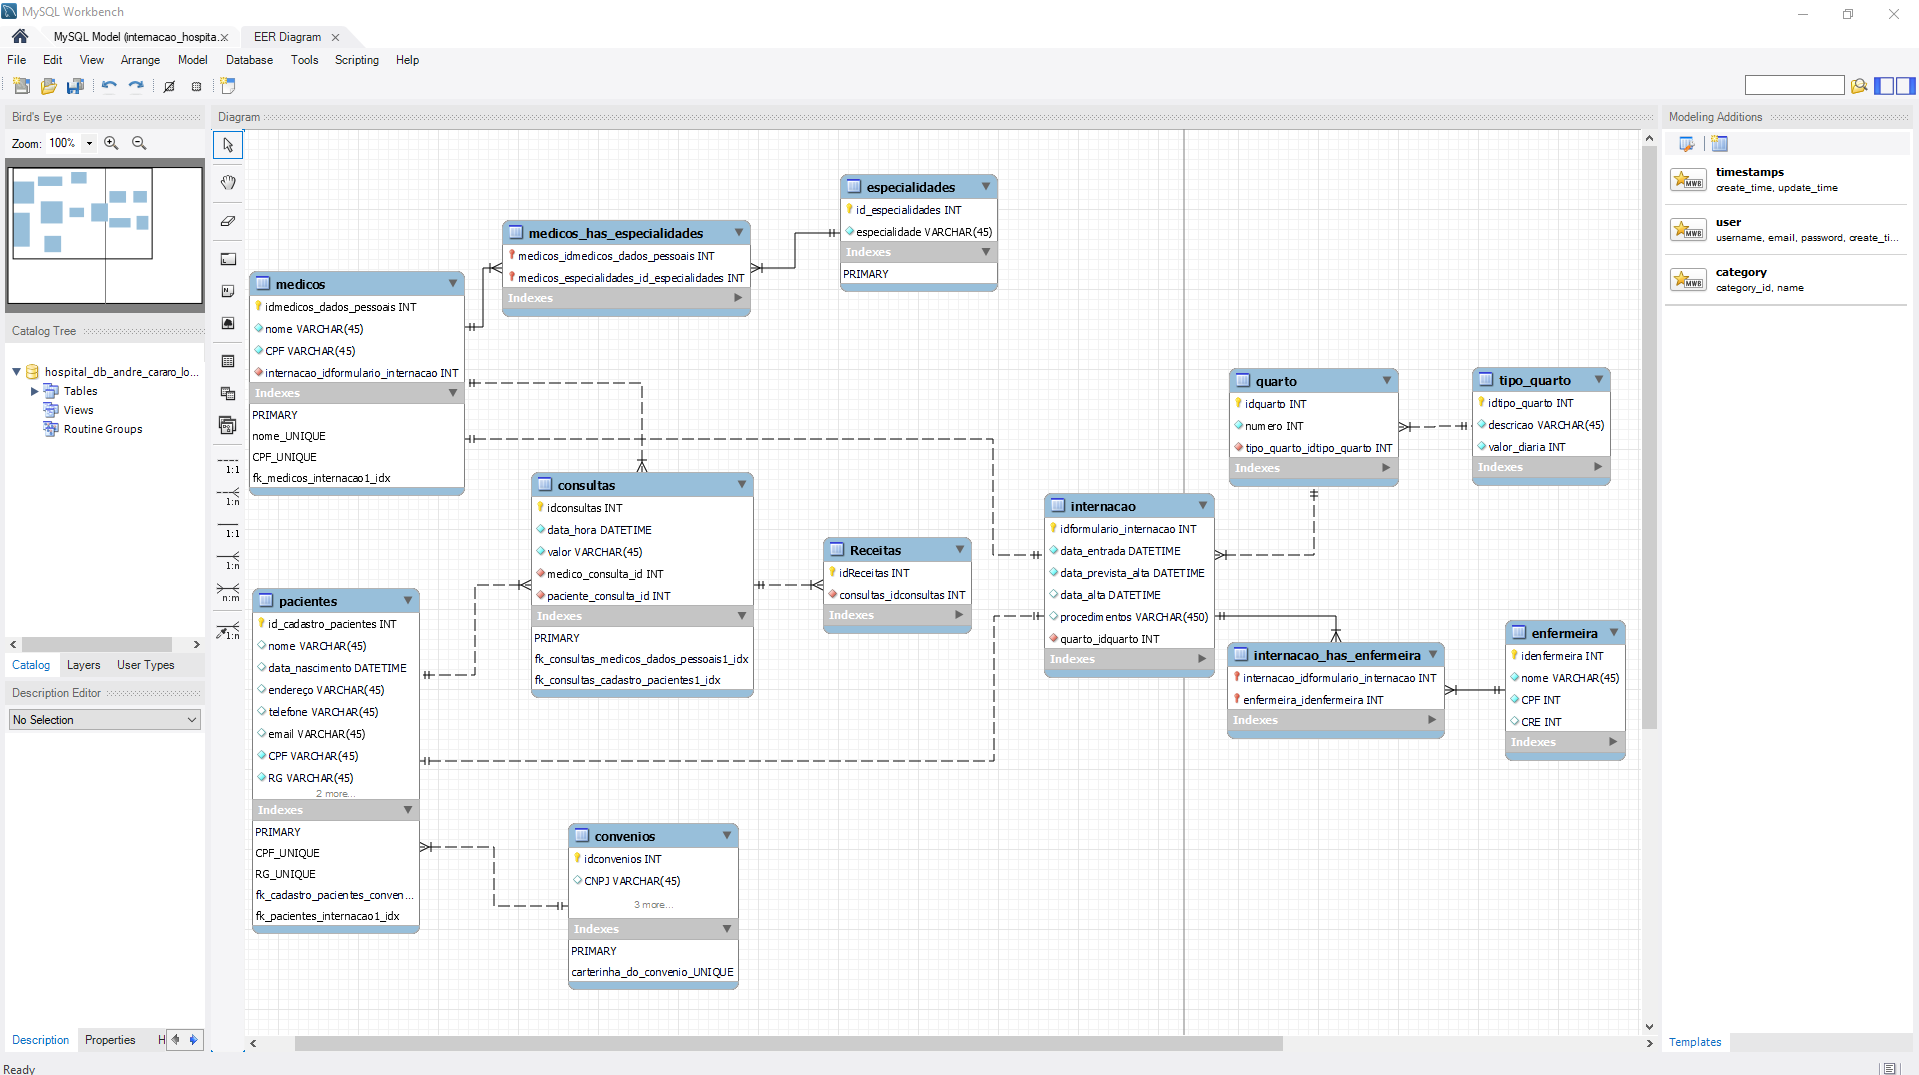 MySQL Workbench
MySQL Model (internacao_hospita.
EER Diagram
File Edit View Arrange Model Database Tools Scripting Help
Bird's Eye
Zoom: 100%
Catalog Tree
hospital_db_andre_cararo_lo...
Tables
Views
Routine Groups
Catalog Layers User Types
Description Editor
No Selection
Description Properties H
Ready
Diagram
1:1
1:n
1:1
1:n
n:m
1:n
medicos
idmedicos_dados_pessoais INT
nome VARCHAR(45)
CPF VARCHAR(45)
internacao_idformulario_internacao INT
Indexes
PRIMARY
nome_UNIQUE
CPF_UNIQUE
fk_medicos_internacao1_idx
medicos_has_especialidades
medicos_idmedicos_dados_pessoais INT
medicos_especialidades_id_especialidades INT
Indexes
especialidades
id_especialidades INT
especialidade VARCHAR(45)
Indexes
PRIMARY
consultas
idconsultas INT
data_hora DATETIME
valor VARCHAR(45)
medico_consulta_id INT
paciente_consulta_id INT
Indexes
PRIMARY
fk_consultas_medicos_dados_pessoais1_idx
fk_consultas_cadastro_pacientes1_idx
Receitas
idReceitas INT
consultas_idconsultas INT
Indexes
pacientes
id_cadastro_pacientes INT
nome VARCHAR(45)
data_nascimento DATETIME
endereço VARCHAR(45)
telefone VARCHAR(45)
email VARCHAR(45)
CPF VARCHAR(45)
RG VARCHAR(45)
2 more...
Indexes
PRIMARY
CPF_UNIQUE
RG_UNIQUE
fk_cadastro_pacientes_conven...
fk_pacientes_internacao1_idx
convenios
idconvenios INT
CNPJ VARCHAR(45)
3 more...
Indexes
PRIMARY
carterinha_do_convenio_UNIQUE
internacao
idformulario_internacao INT
data_entrada DATETIME
data_prevista_alta DATETIME
data_alta DATETIME
procedimentos VARCHAR(450)
quarto_idquarto INT
Indexes
quarto
idquarto INT
numero INT
tipo_quarto_idtipo_quarto INT
Indexes
tipo_quarto
idtipo_quarto INT
descricao VARCHAR(45)
valor_diaria INT
Indexes
internacao_has_enfermeira
internacao_idformulario_internacao INT
enfermeira_idenfermeira INT
Indexes
enfermeira
idenfermeira INT
nome VARCHAR(45)
CPF INT
CRE INT
Indexes
Modeling Additions
MWB
timestamps
create_time, update_time
MWB
user
username, email, password, create_ti...
MWB
category
category_id, name
Templates